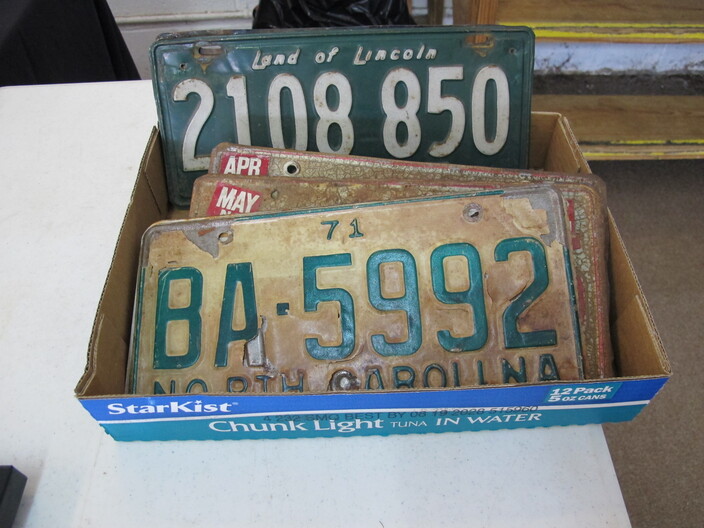 Land of Lincoln
2108 850
APR
MAY
71
BA·5992
NORTH CAROLINA
12 Pack
5 OZ CANS
StarKist
Chunk Light TUNA IN WATER